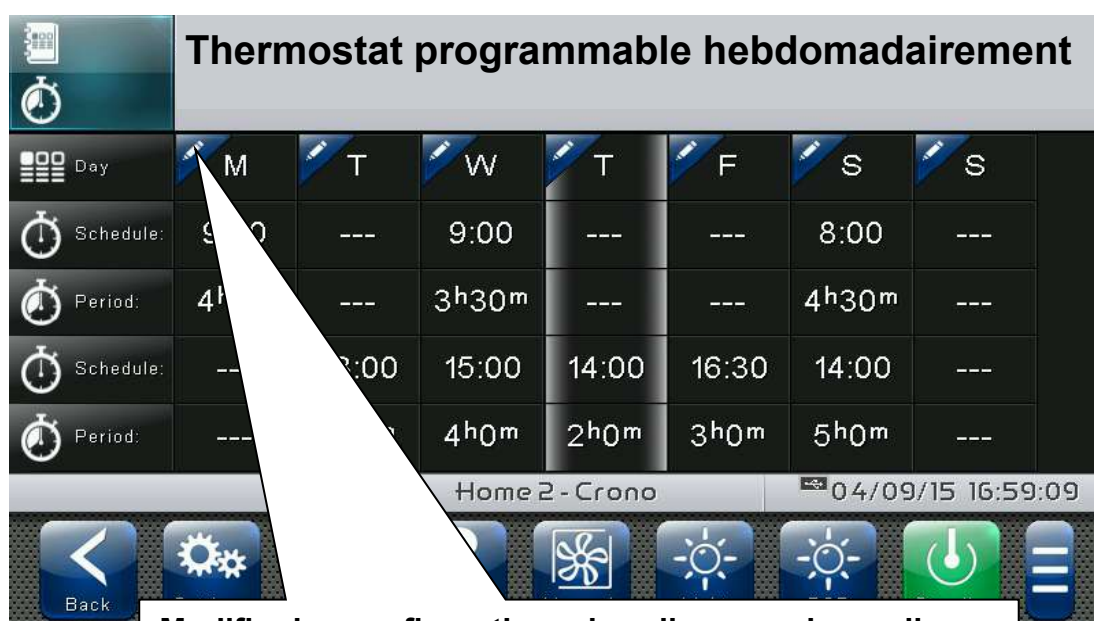 Thermostat programmable hebdomadairement
Day M T W T F S S
Schedule: --- 9:00 --- --- 8:00 ---
Period: --- 3h30m --- --- 4h30m ---
Schedule: 15:00 14:00 16:30 14:00 ---
Period: --- 4h0m 2h0m 3h0m 5h0m ---
Home 2 - Crono 04/09/15 16:59:09
Back